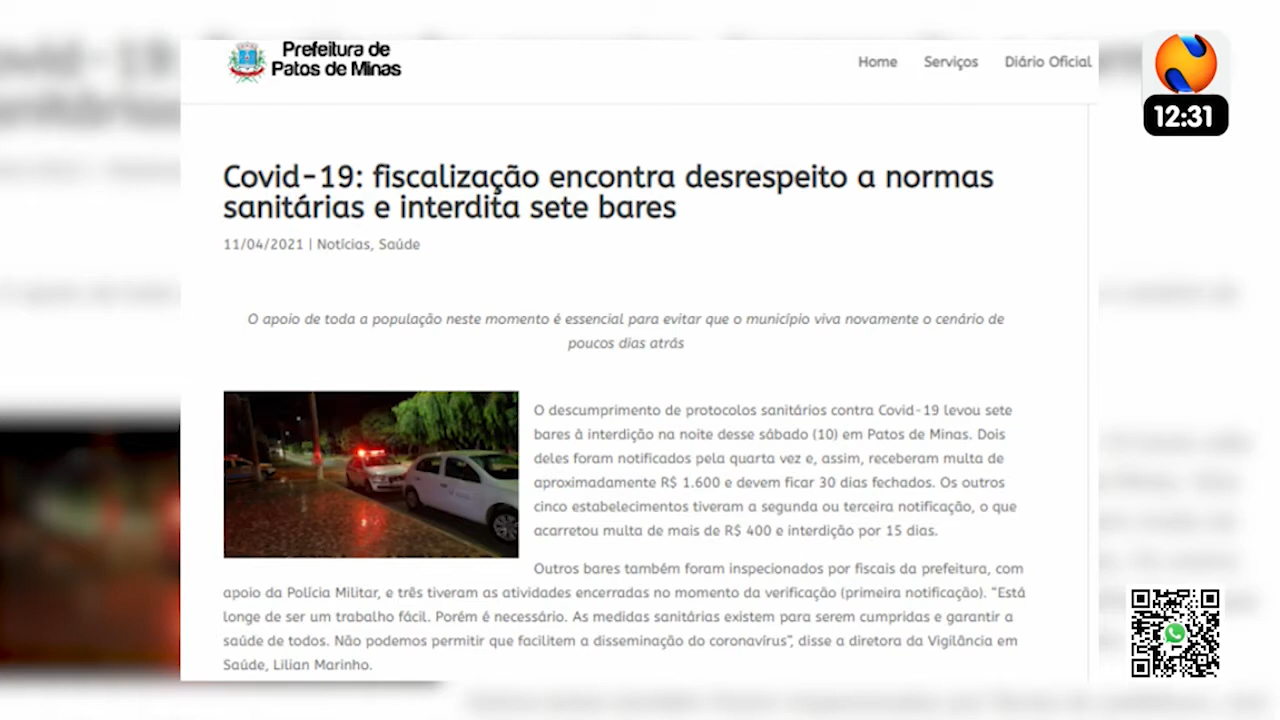 Prefeitura de
Patos de Minas
Home Serviços Diário Oficial
12:31
Covid-19: fiscalização encontra desrespeito a normas
sanitárias e interdita sete bares
11/04/2021 | Notícias, Saúde
O apoio de toda a população neste momento é essencial para evitar que o município viva novamente o cenário de
poucos dias atrás
O descumprimento de protocolos sanitários contra Covid-19 levou sete
bares à interdição na noite desse sábado (10) em Patos de Minas. Dois
deles foram notificados pela quarta vez e, assim, receberam multa de
aproximadamente R$ 1.600 e devem ficar 30 dias fechados. Os outros
cinco estabelecimentos tiveram a segunda ou terceira notificação, o que
acarretou multa de mais de R$ 400 e interdição por 15 dias.
Outros bares também foram inspecionados por fiscais da prefeitura, com
apoio da Polícia Militar, e três tiveram as atividades encerradas no momento da verificação (primeira notificação). “Está
longe de ser um trabalho fácil. Porém é necessário. As medidas sanitárias existem para serem cumpridas e garantir a
saúde de todos. Não podemos permitir que facilitem a disseminação do coronavírus”, disse a diretora da Vigilância em
Saúde, Lilian Marinho.